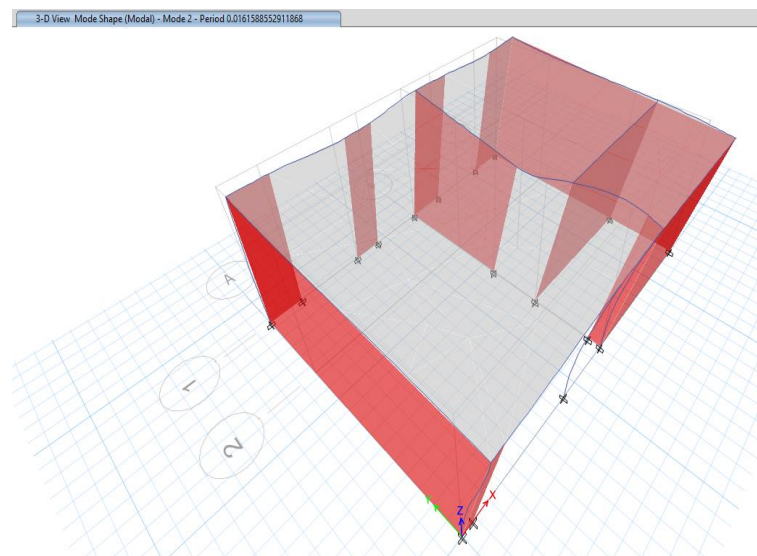 3-D View Mode Shape (Modal) - Mode 2 - Period 0.0161588552911868
A
1
2
Y
Z
X